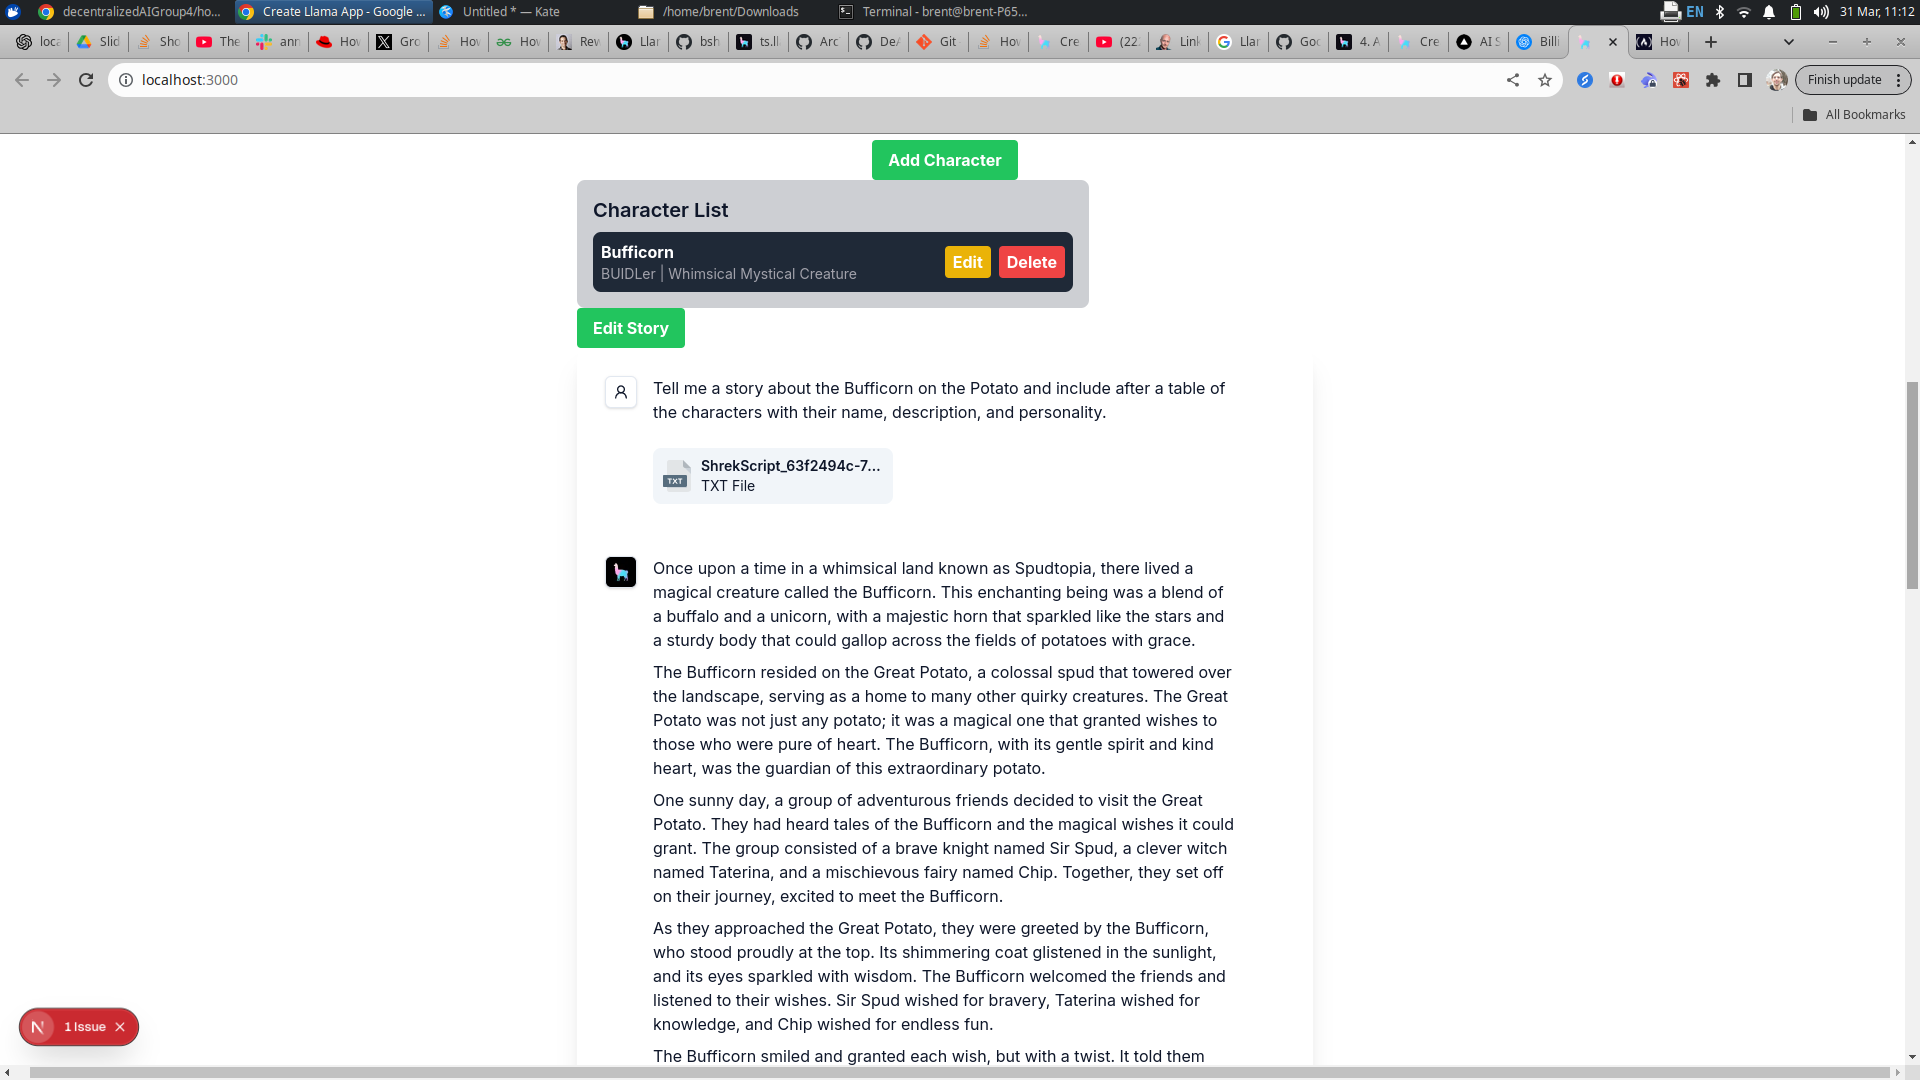 decentralizedAIGroup4/ho...
Create Llama App - Google ...
Untitled * — Kate
/home/brent/Downloads
Terminal - brent@brent-P65...
EN
31 Mar, 11:12
loca
Slid
Sho
The
ann
Hov
Gro
Hov
Hov
Rev
Llar
bsh
ts.ll
Arc
De/
Git
Hov
Cre
(22
Link
Llar
Goo
4. A
Cre
AI S
Billi
Hov
localhost:3000
Finish update
All Bookmarks
Add Character
Character List
Bufficorn
BUIDLer | Whimsical Mystical Creature
Edit
Delete
Edit Story
Tell me a story about the Bufficorn on the Potato and include after a table of
the characters with their name, description, and personality.
ShrekScript_63f2494c-7...
TXT
TXT File
Once upon a time in a whimsical land known as Spudtopia, there lived a
magical creature called the Bufficorn. This enchanting being was a blend of
a buffalo and a unicorn, with a majestic horn that sparkled like the stars and
a sturdy body that could gallop across the fields of potatoes with grace.
The Bufficorn resided on the Great Potato, a colossal spud that towered over
the landscape, serving as a home to many other quirky creatures. The Great
Potato was not just any potato; it was a magical one that granted wishes to
those who were pure of heart. The Bufficorn, with its gentle spirit and kind
heart, was the guardian of this extraordinary potato.
One sunny day, a group of adventurous friends decided to visit the Great
Potato. They had heard tales of the Bufficorn and the magical wishes it could
grant. The group consisted of a brave knight named Sir Spud, a clever witch
named Taterina, and a mischievous fairy named Chip. Together, they set off
on their journey, excited to meet the Bufficorn.
As they approached the Great Potato, they were greeted by the Bufficorn,
who stood proudly at the top. Its shimmering coat glistened in the sunlight,
and its eyes sparkled with wisdom. The Bufficorn welcomed the friends and
listened to their wishes. Sir Spud wished for bravery, Taterina wished for
knowledge, and Chip wished for endless fun.
The Bufficorn smiled and granted each wish, but with a twist. It told them
N
1 Issue